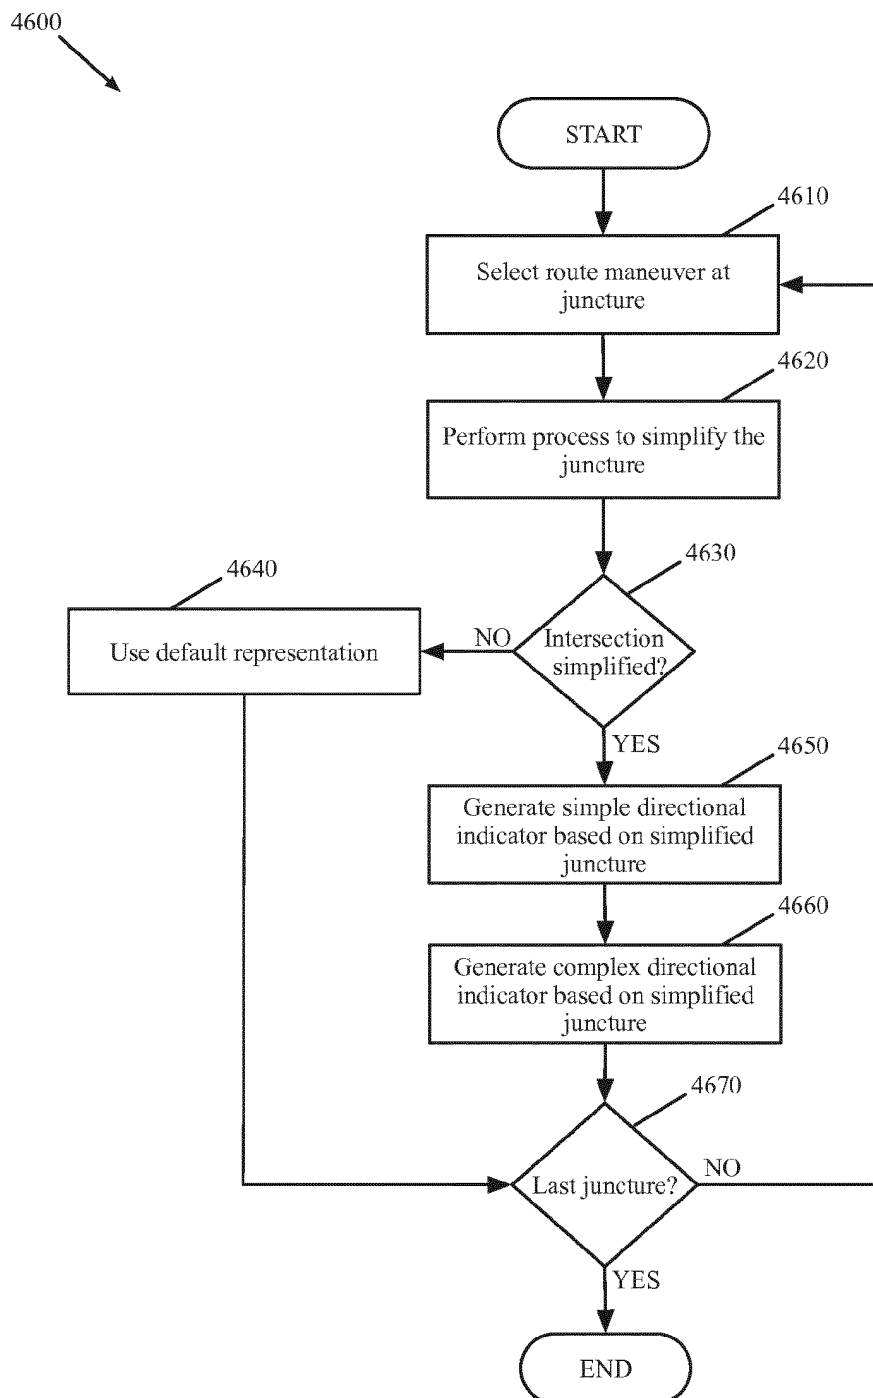 4600
START
4610
Select route maneuver at
juncture
4620
Perform process to simplify the
juncture
4630
Intersection
simplified?
NO
4640
Use default representation
YES
4650
Generate simple directional
indicator based on simplified
juncture
4660
Generate complex directional
indicator based on simplified
juncture
4670
Last juncture?
NO
YES
END